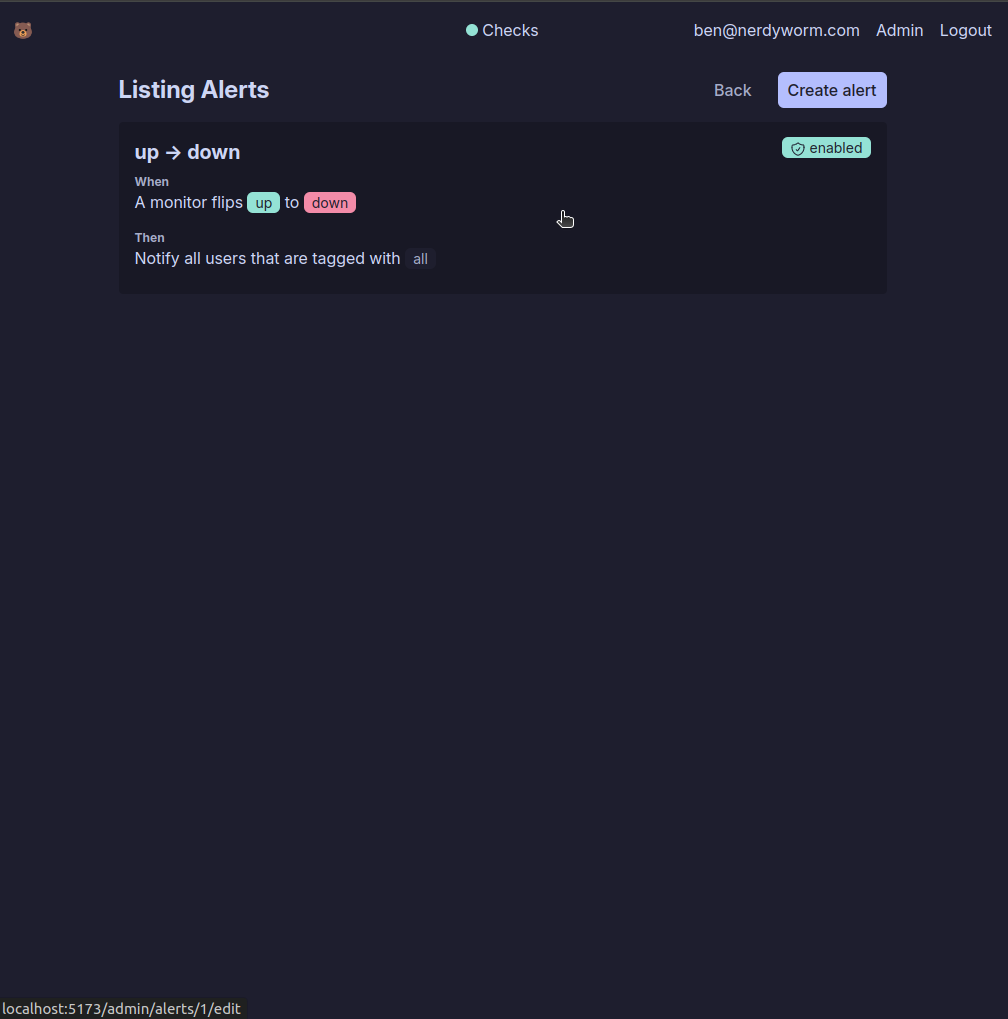 Checks
ben@nerdyworm.com Admin Logout
Listing Alerts
Back
Create alert
up → down
enabled
When
A monitor flips up to down
Then
Notify all users that are tagged with all
localhost:5173/admin/alerts/1/edit